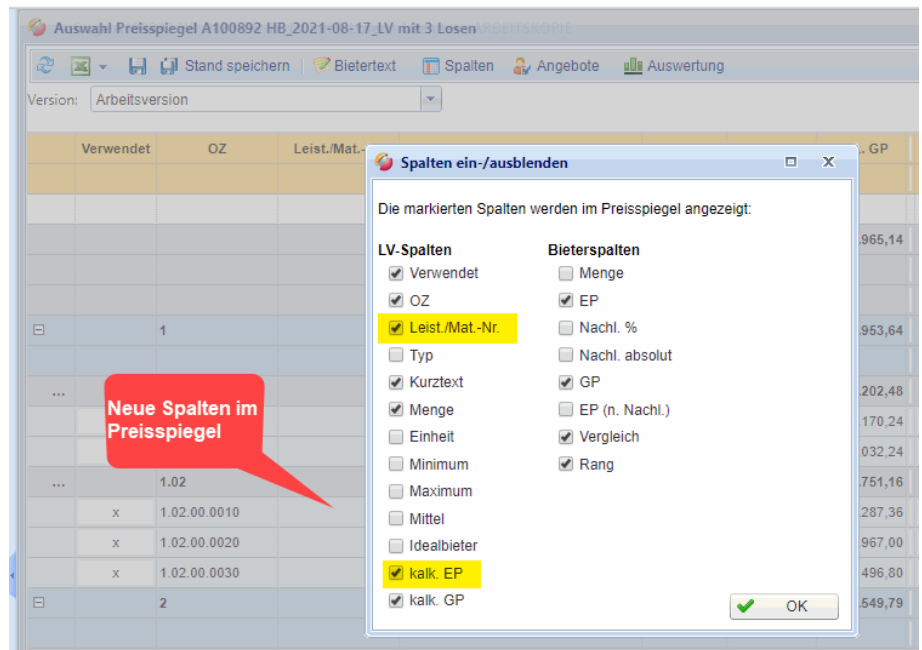 Auswahl Preisspiegel A100892 HB_2021-08-17_LV mit 3 Losen
Stand speichern Bietertext Spalten Angebote Auswertung
Version: Arbeitsversion
Verwendet OZ Leist./Mat.- . GP
Spalten ein-/ausblenden
Die markierten Spalten werden im Preisspiegel angezeigt:
LV-Spalten Bieterspalten
Verwendet Menge
OZ EP
Leist./Mat.-Nr. Nachl. %
Typ Nachl. absolut
Kurztext GP
Menge EP (n. Nachl.)
Einheit Vergleich
Minimum Rang
Maximum
Mittel
Idealbieter
kalk. EP
kalk. GP
OK
Neue Spalten im
Preisspiegel
.965,14
1 .953,64
... .202,48
.170,24
.032,24
... 1.02 .751,16
x 1.02.00.0010 .287,36
x 1.02.00.0020 .967,00
x 1.02.00.0030 .496,80
2 .549,79